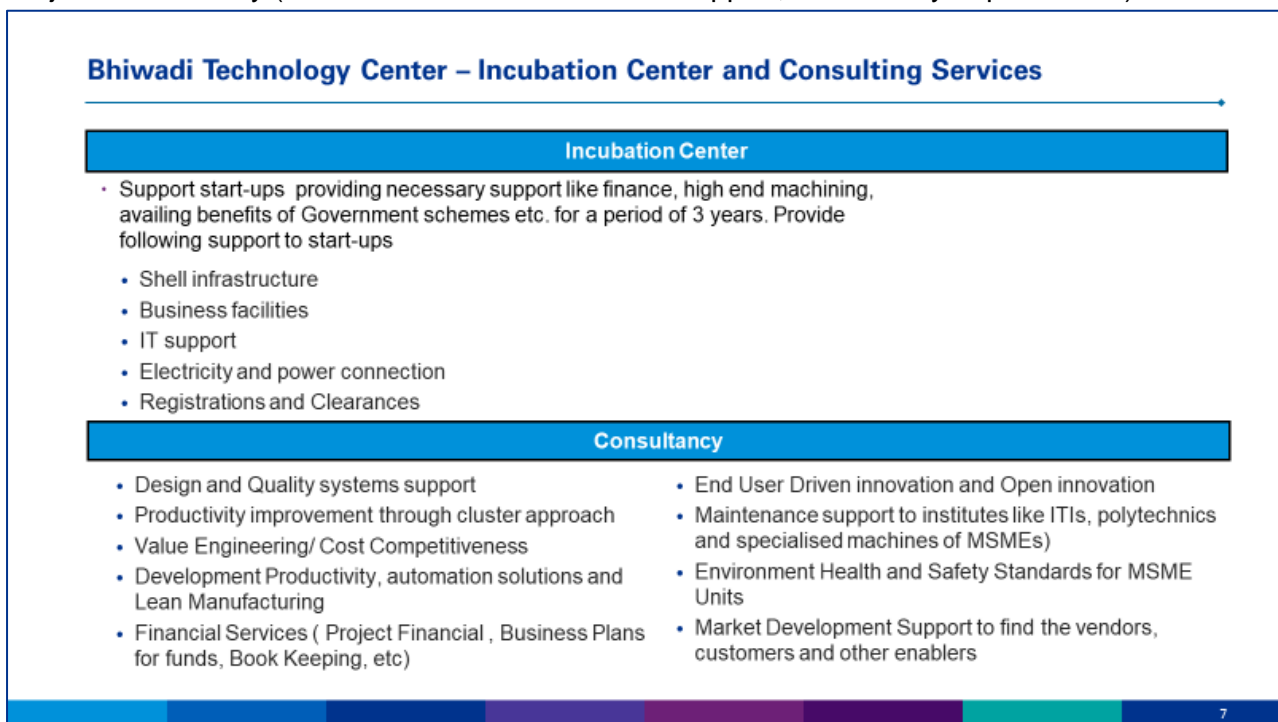 Bhiwadi Technology Center – Incubation Center and Consulting Services
Incubation Center
• Support start-ups providing necessary support like finance, high end machining,
availing benefits of Government schemes etc. for a period of 3 years. Provide
following support to start-ups
• Shell infrastructure
• Business facilities
• IT support
• Electricity and power connection
• Registrations and Clearances
Consultancy
• Design and Quality systems support
• Productivity improvement through cluster approach
• Value Engineering/ Cost Competitiveness
• Development Productivity, automation solutions and
Lean Manufacturing
• Financial Services ( Project Financial , Business Plans
for funds, Book Keeping, etc)
• End User Driven innovation and Open innovation
• Maintenance support to institutes like ITIs, polytechnics
and specialised machines of MSMEs)
• Environment Health and Safety Standards for MSME
Units
• Market Development Support to find the vendors,
customers and other enablers
7